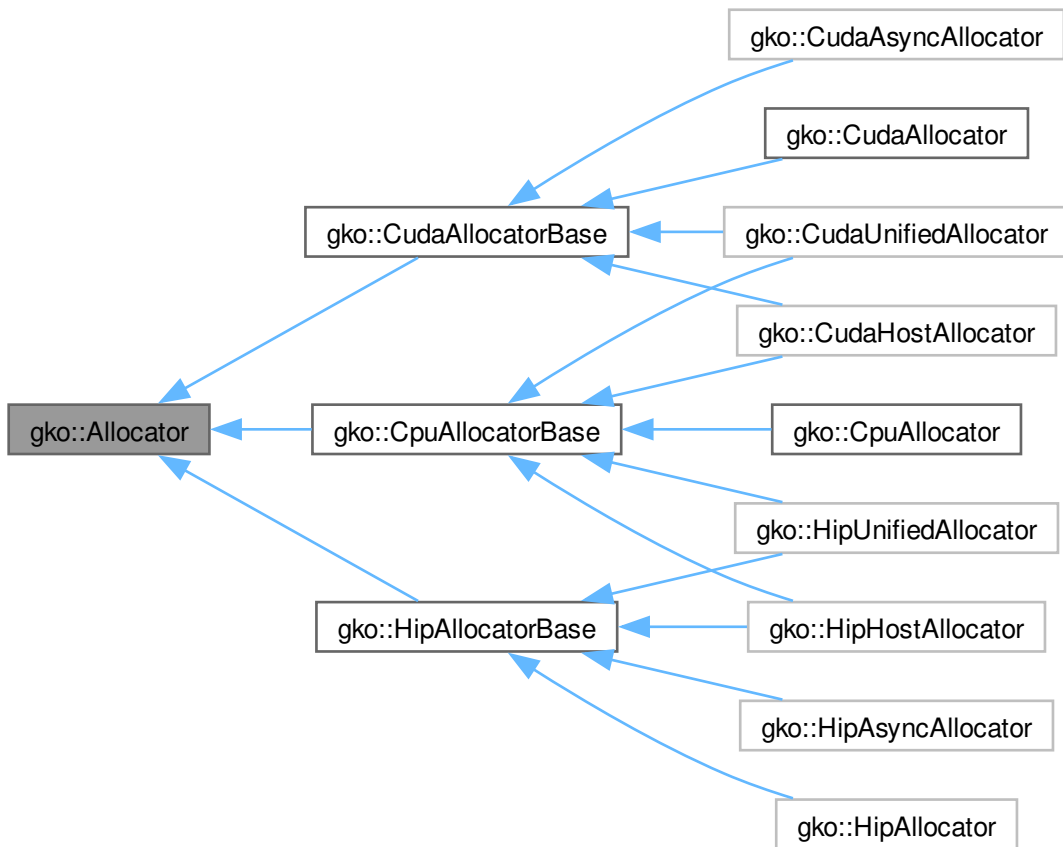 gko::CudaAsyncAllocator
gko::CudaAllocator
gko::CudaAllocatorBase
gko::CudaUnifiedAllocator
gko::CudaHostAllocator
gko::Allocator
gko::CpuAllocatorBase
gko::CpuAllocator
gko::HipUnifiedAllocator
gko::HipAllocatorBase
gko::HipHostAllocator
gko::HipAsyncAllocator
gko::HipAllocator